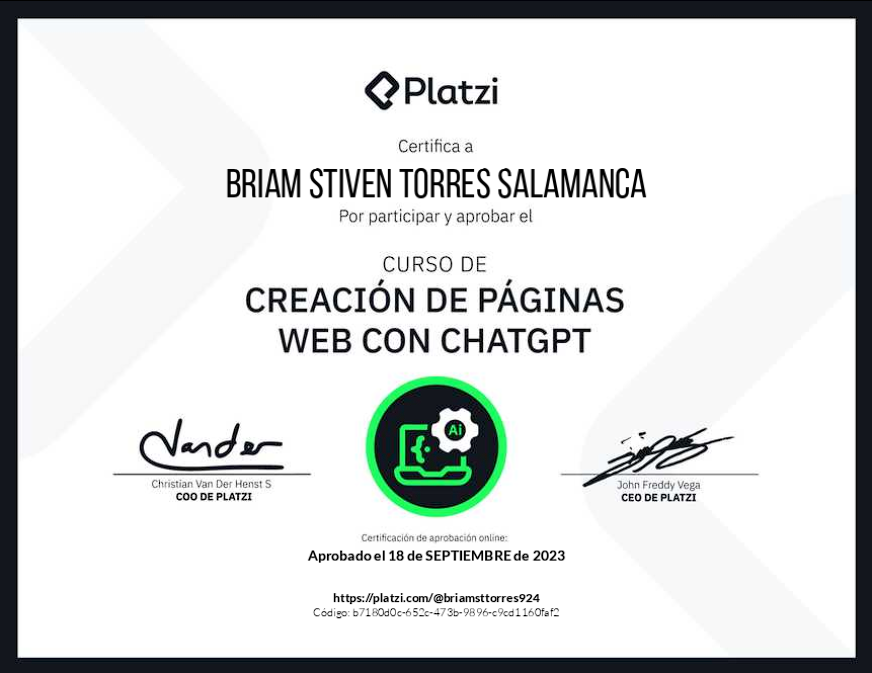 Platzi
Certifica a
BRIAM STIVEN TORRES SALAMANCA
Por participar y aprobar el
CURSO DE
CREACIÓN DE PÁGINAS
WEB CON CHATGPT
Ai
Vander
Christian Van Der Henst S
COO DE PLATZI
John Freddy Vega
CEO DE PLATZI
Certificación de aprobación online:
Aprobado el 18 de SEPTIEMBRE de 2023
https://platzi.com/@briamsttorres924
Código: b7180d0c-652c-473b-9896-c9cd1160faf2